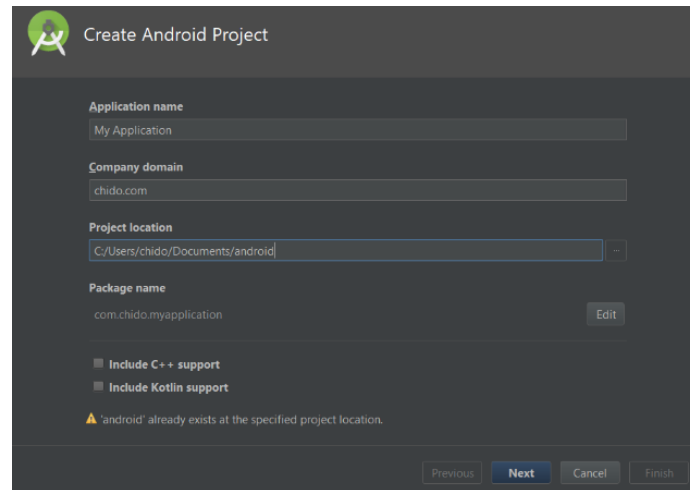 Create Android Project
Application name
My Application
Company domain
chido.com
Project location
C:/Users/chido/Documents/android
...
Package name
com.chido.myapplication
Edit
Include C++ support
Include Kotlin support
'android' already exists at the specified project location.
Previous Next Cancel Finish